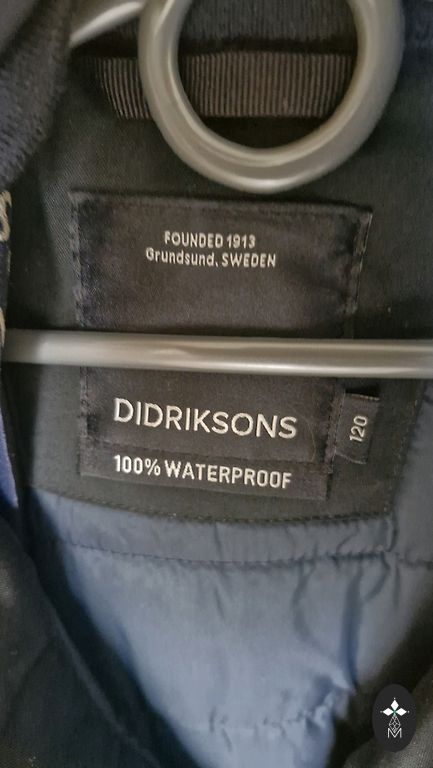 FOUNDED 1913
Grundsund, SWEDEN
DIDRIKSONS
120
100% WATERPROOF